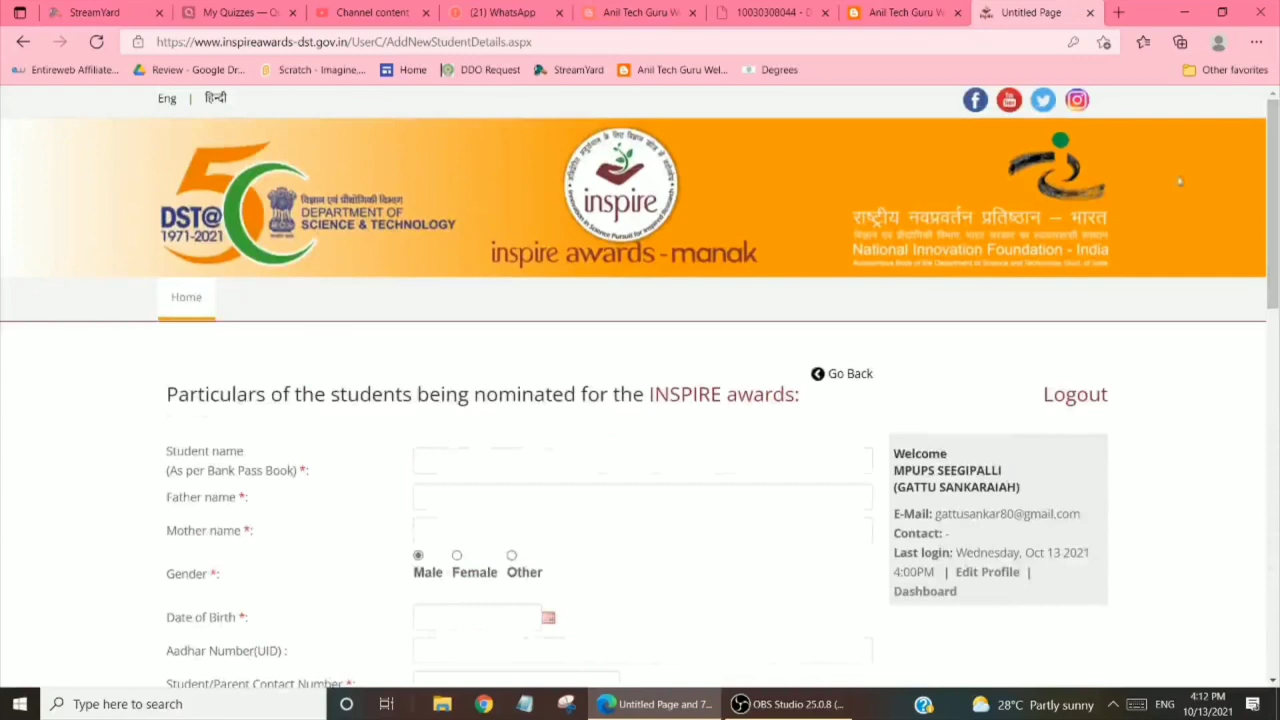 StreamYard
My Quizzes — Qu
Channel content
(21) WhatsApp
Anil Tech Guru W
10030308044 - D
Anil Tech Guru W
Untitled Page
https://www.inspireawards-dst.gov.in/UserC/AddNewStudentDetails.aspx
Entireweb Affiliate...
Review - Google Dr...
Scratch - Imagine,...
Home
DDO Request
StreamYard
Anil Tech Guru Wel...
Degrees
Other favorites
Eng | हिन्दी
DST@
1971-2021
विज्ञान एवं प्रौद्योगिकी विभाग
DEPARTMENT OF
SCIENCE & TECHNOLOGY
inspire
inspire awards - manak
राष्ट्रीय नवप्रवर्तन प्रतिष्ठान – भारत
National Innovation Foundation - India
Home
Go Back
Particulars of the students being nominated for the INSPIRE awards:
Logout
Student name
(As per Bank Pass Book) *:
Father name *:
Mother name *:
Gender *:
Male Female Other
Date of Birth *:
Aadhar Number(UID) :
Student/Parent Contact Number *:
Welcome
MPUPS SEEGIPALLI
(GATTU SANKARAIAH)
E-Mail: gattusankar80@gmail.com
Contact: -
Last login: Wednesday, Oct 13 2021
4:00PM | Edit Profile |
Dashboard
Type here to search
Untitled Page and 7...
OBS Studio 25.0.8 (...
28°C Partly sunny
ENG
4:12 PM
10/13/2021